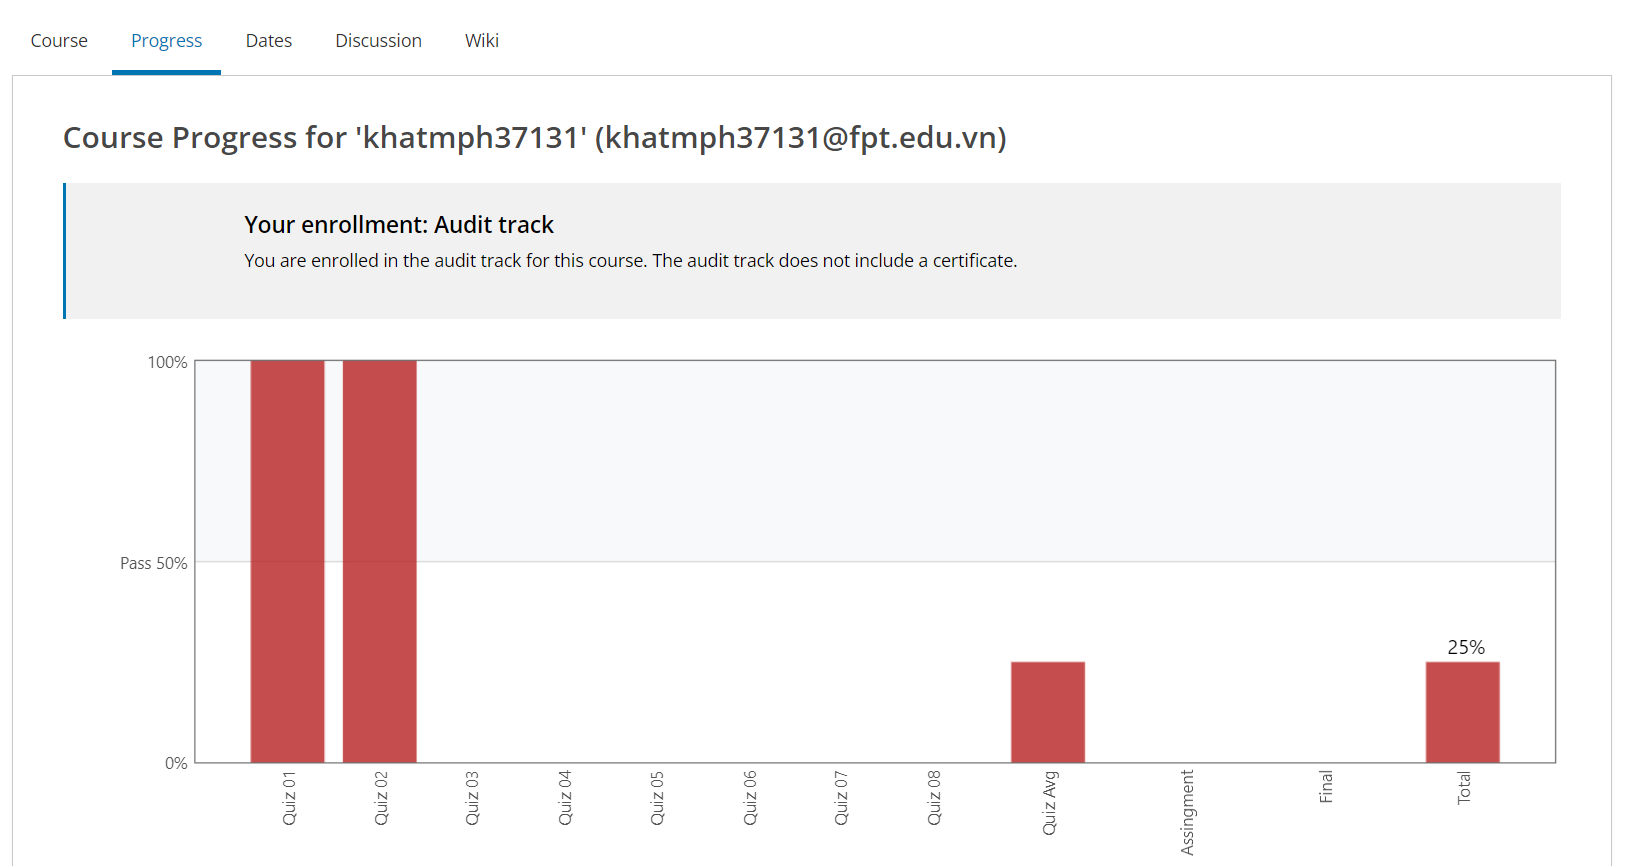 Course Progress Dates Discussion Wiki
Course Progress for 'khatmph37131' (khatmph37131@fpt.edu.vn)
Your enrollment: Audit track
You are enrolled in the audit track for this course. The audit track does not include a certificate.
100%
Pass 50%
25%
0%
Quiz 01
Quiz 02
Quiz 03
Quiz 04
Quiz 05
Quiz 06
Quiz 07
Quiz 08
Quiz Avg
Assingment
Final
Total